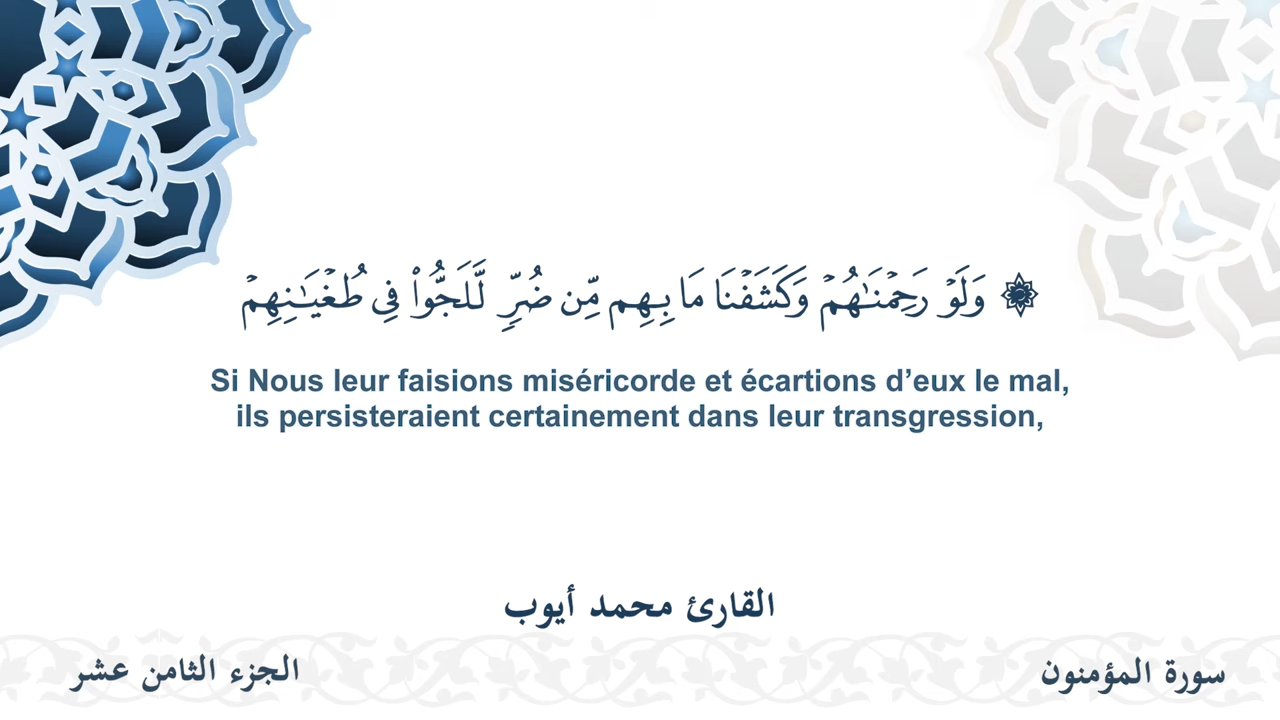 ۞ وَلَوْ رَحِمْنَـٰهُمْ وَكَشَفْنَا مَا بِهِم مِّن ضُرٍّ لَّلَجُّوا۟ فِى طُغْيَـٰنِهِمْ
Si Nous leur faisions miséricorde et écartions d’eux le mal,
ils persisteraient certainement dans leur transgression,
القارئ محمد أيوب
سورة المؤمنون
الجزء الثامن عشر